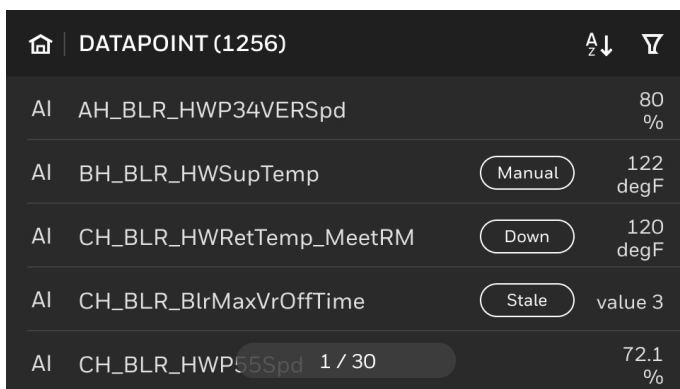 DATAPOINT (1256)
AI AH_BLR_HWP34VERSpd 80 %
AI BH_BLR_HWSupTemp Manual 122 degF
AI CH_BLR_HWRetTemp_MeetRM Down 120 degF
AI CH_BLR_BlrMaxVrOffTime Stale value 3
AI CH_BLR_HWP55Spd 72.1 %
1 / 30